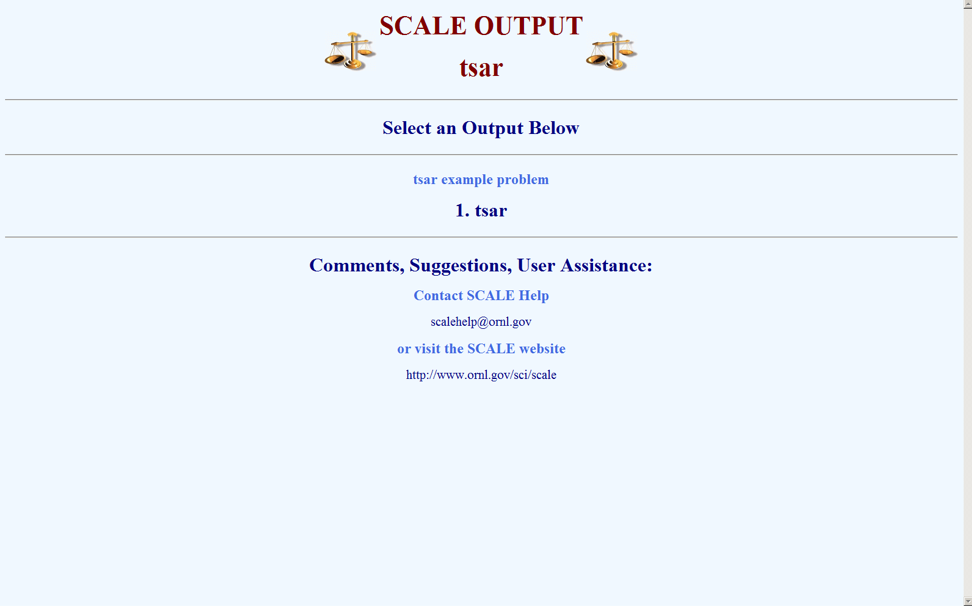 SCALE OUTPUT
tsar
Select an Output Below
tsar example problem
1. tsar
Comments, Suggestions, User Assistance:
Contact SCALE Help
scalehelp@ornl.gov
or visit the SCALE website
http://www.ornl.gov/sci/scale